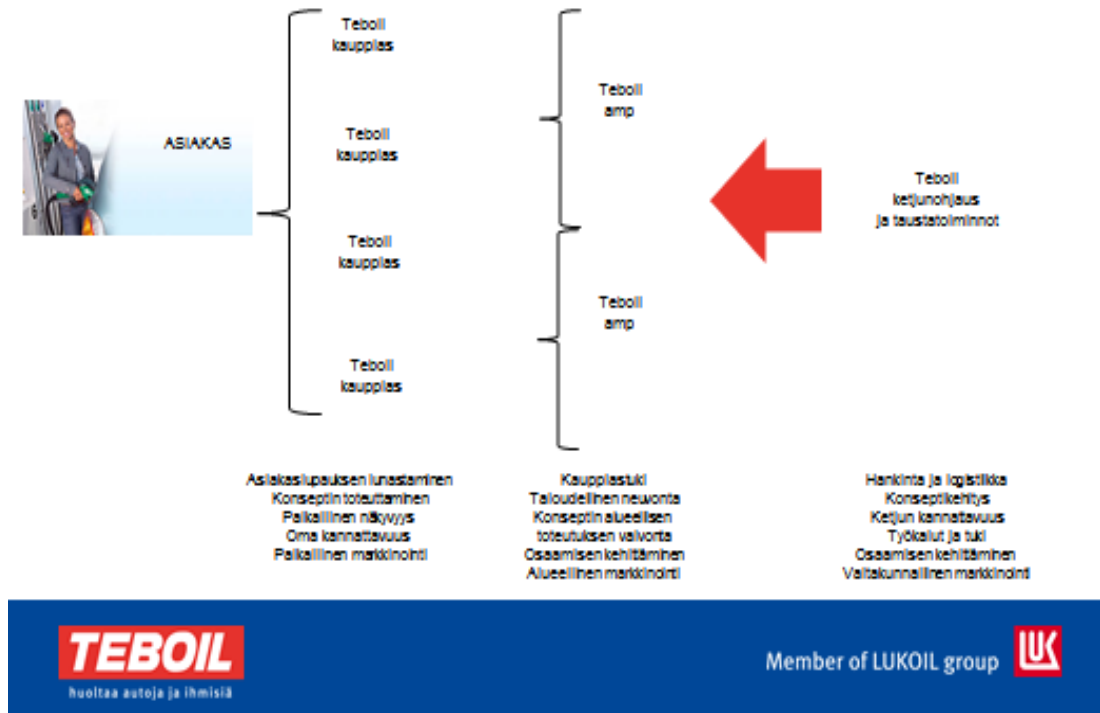 Teboil
kauppias
Teboil
kauppias
Teboil
kauppias
Teboil
kauppias
ASIAKAS
Teboil
amp
Teboil
amp
Teboil
ketjunohjaus
ja taustatoiminnot
Asiakaslupauksen lunastaminen
Konseptin toteuttaminen
Paikallinen näkyvyys
Oma kannattavuus
Paikallinen markkinointi
Kauppiastuki
Taloudellinen neuvonta
Konseptin alueellisen
toteutuksen valvonta
Osaamisen kehittäminen
Alueellinen markkinointi
Hankinta ja logistiikka
Konseptikehitys
Ketjun kannattavuus
Työkalut ja tuki
Osaamisen kehittäminen
Valtakunnallinen markkinointi
TEBOIL
huoltaa autoja ja ihmisiä
Member of LUKOIL group
LUK